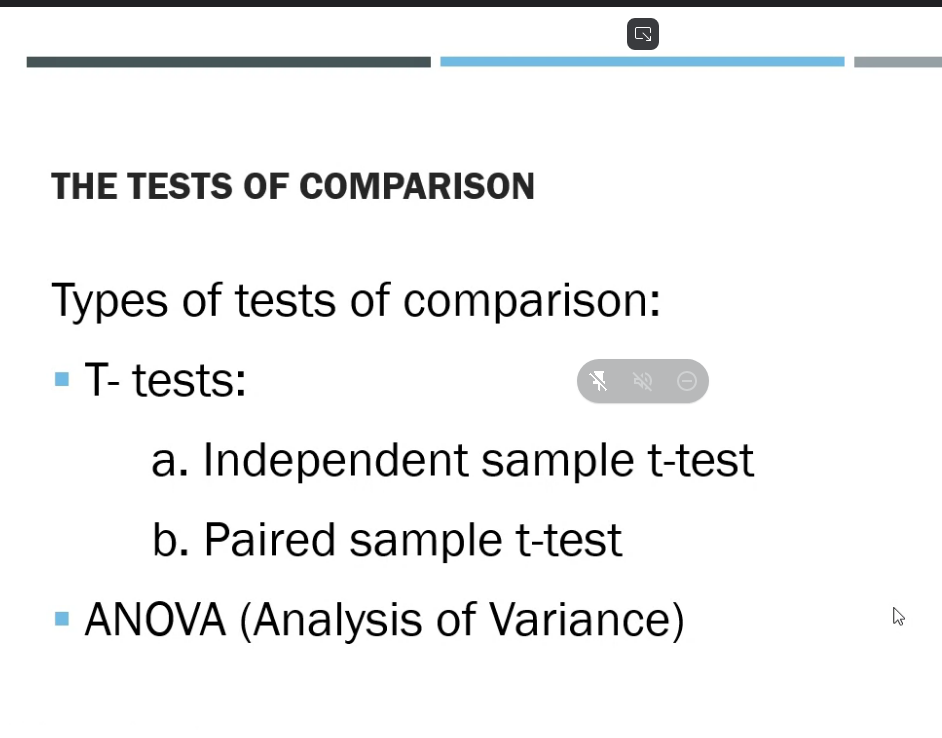 THE TESTS OF COMPARISON
Types of tests of comparison:
T- tests:
a. Independent sample t-test
b. Paired sample t-test
ANOVA (Analysis of Variance)